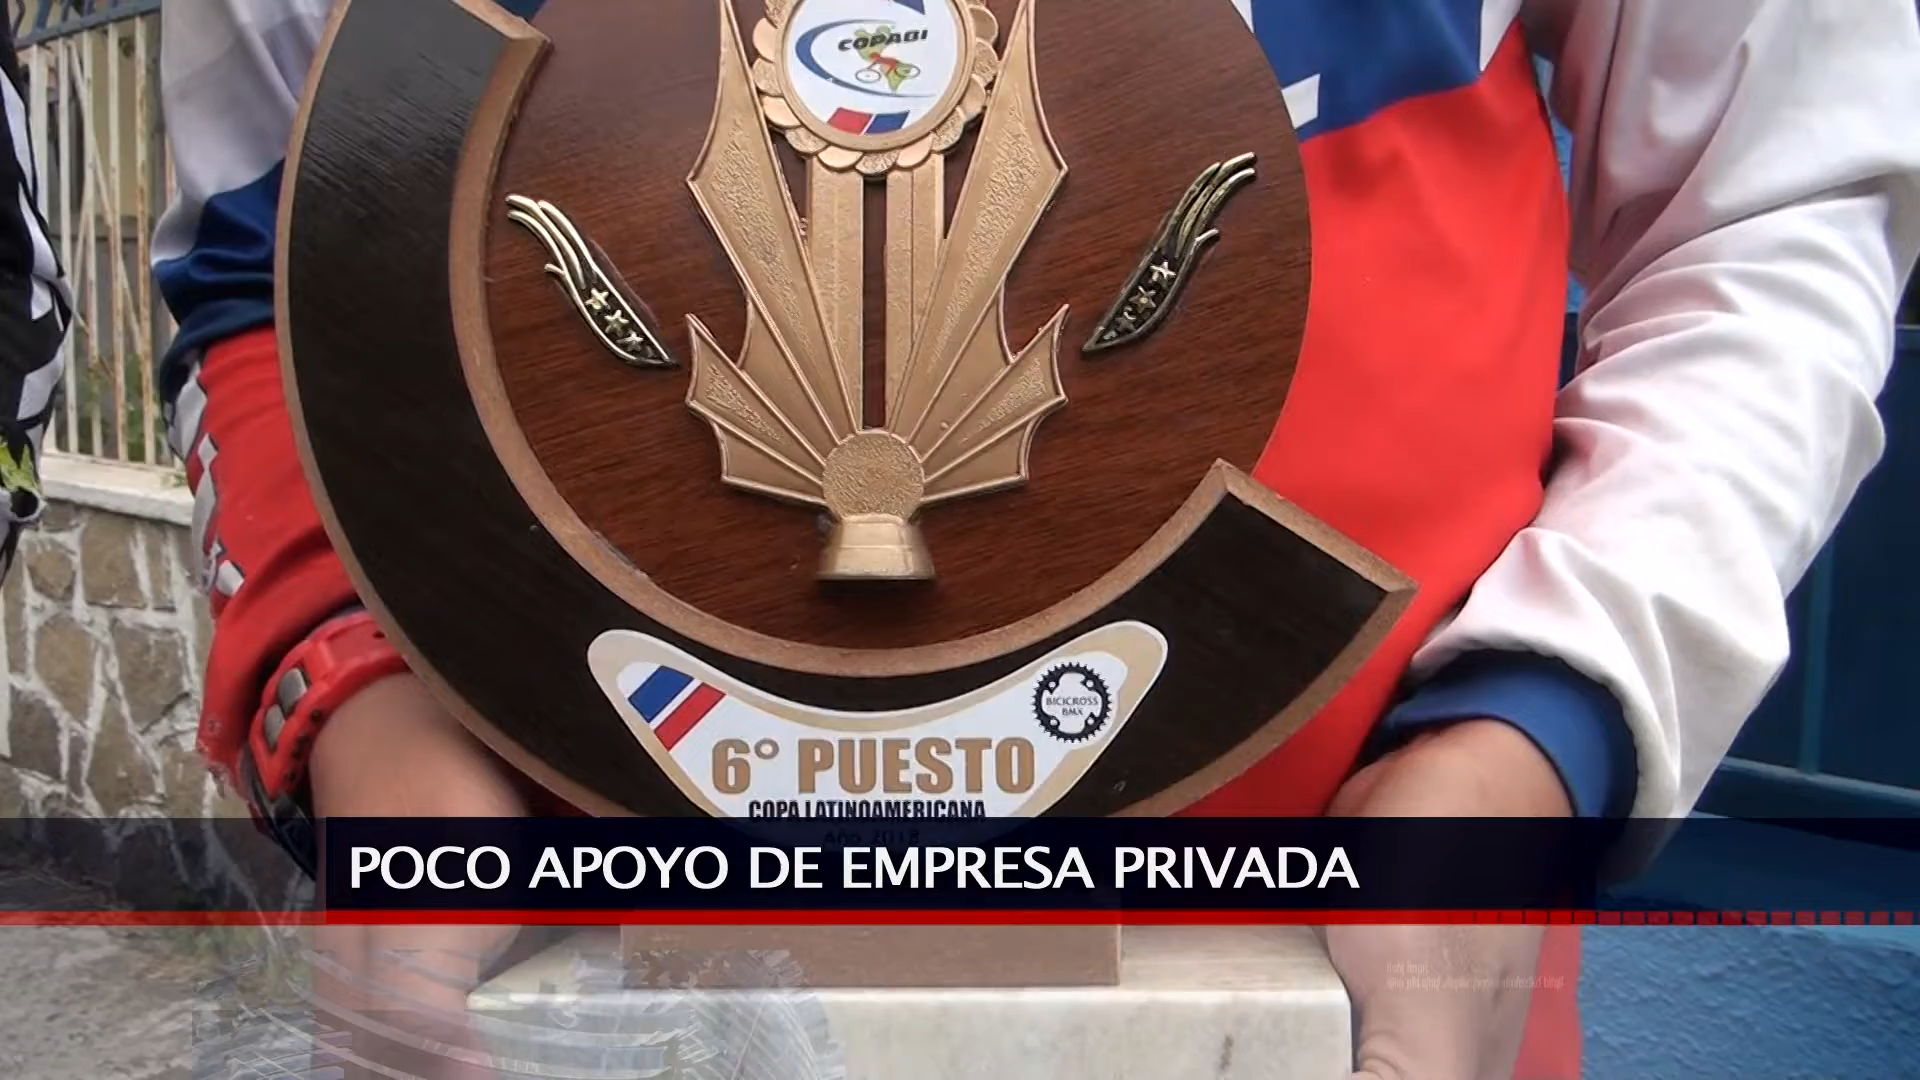 COPABI
BICICROSS
BMX
6° PUESTO
COPA LATINOAMERICANA
POCO APOYO DE EMPRESA PRIVADA